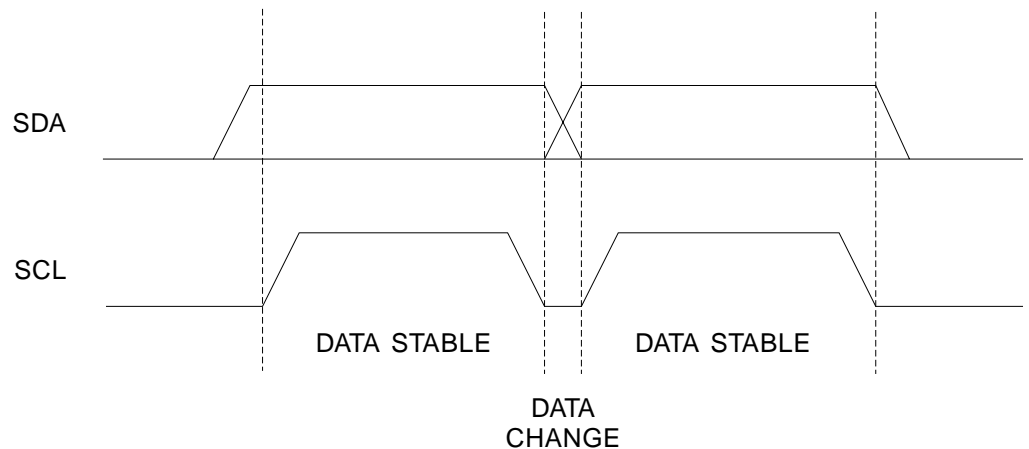 SDA
SCL
DATA STABLE
DATA STABLE
DATA
CHANGE